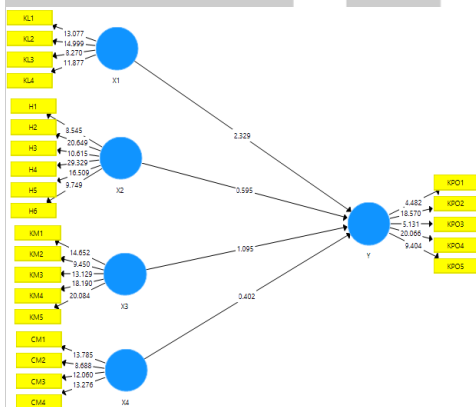 KL1
KL2
KL3
KL4
13.077
14.999
8.270
11.877
X1
H1
H2
H3
H4
H5
H6
8.545
20.649
10.615
29.329
16.509
9.749
X2
KM1
KM2
KM3
KM4
KM5
14.652
9.450
13.129
18.190
20.084
X3
CM1
CM2
CM3
CM4
13.785
8.688
12.060
13.276
X4
2.329
0.595
1.095
0.402
Y
4.482
18.570
5.131
20.066
9.404
KPO1
KPO2
KPO3
KPO4
KPO5